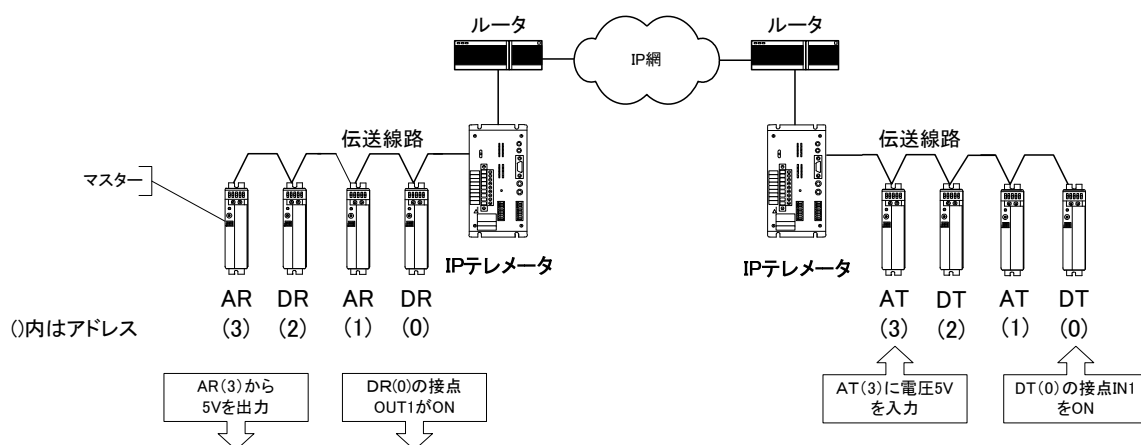 ルータ
IP網
ルータ
伝送線路
伝送線路
マスター
IPテレメータ
IPテレメータ
AR DR AR DR
(3) (2) (1) (0)
AT DT AT DT
(3) (2) (1) (0)
()内はアドレス
AR(3)から
5Vを出力
DR(0)の接点
OUT1がON
AT(3)に電圧5V
を入力
DT(0)の接点IN1
をON